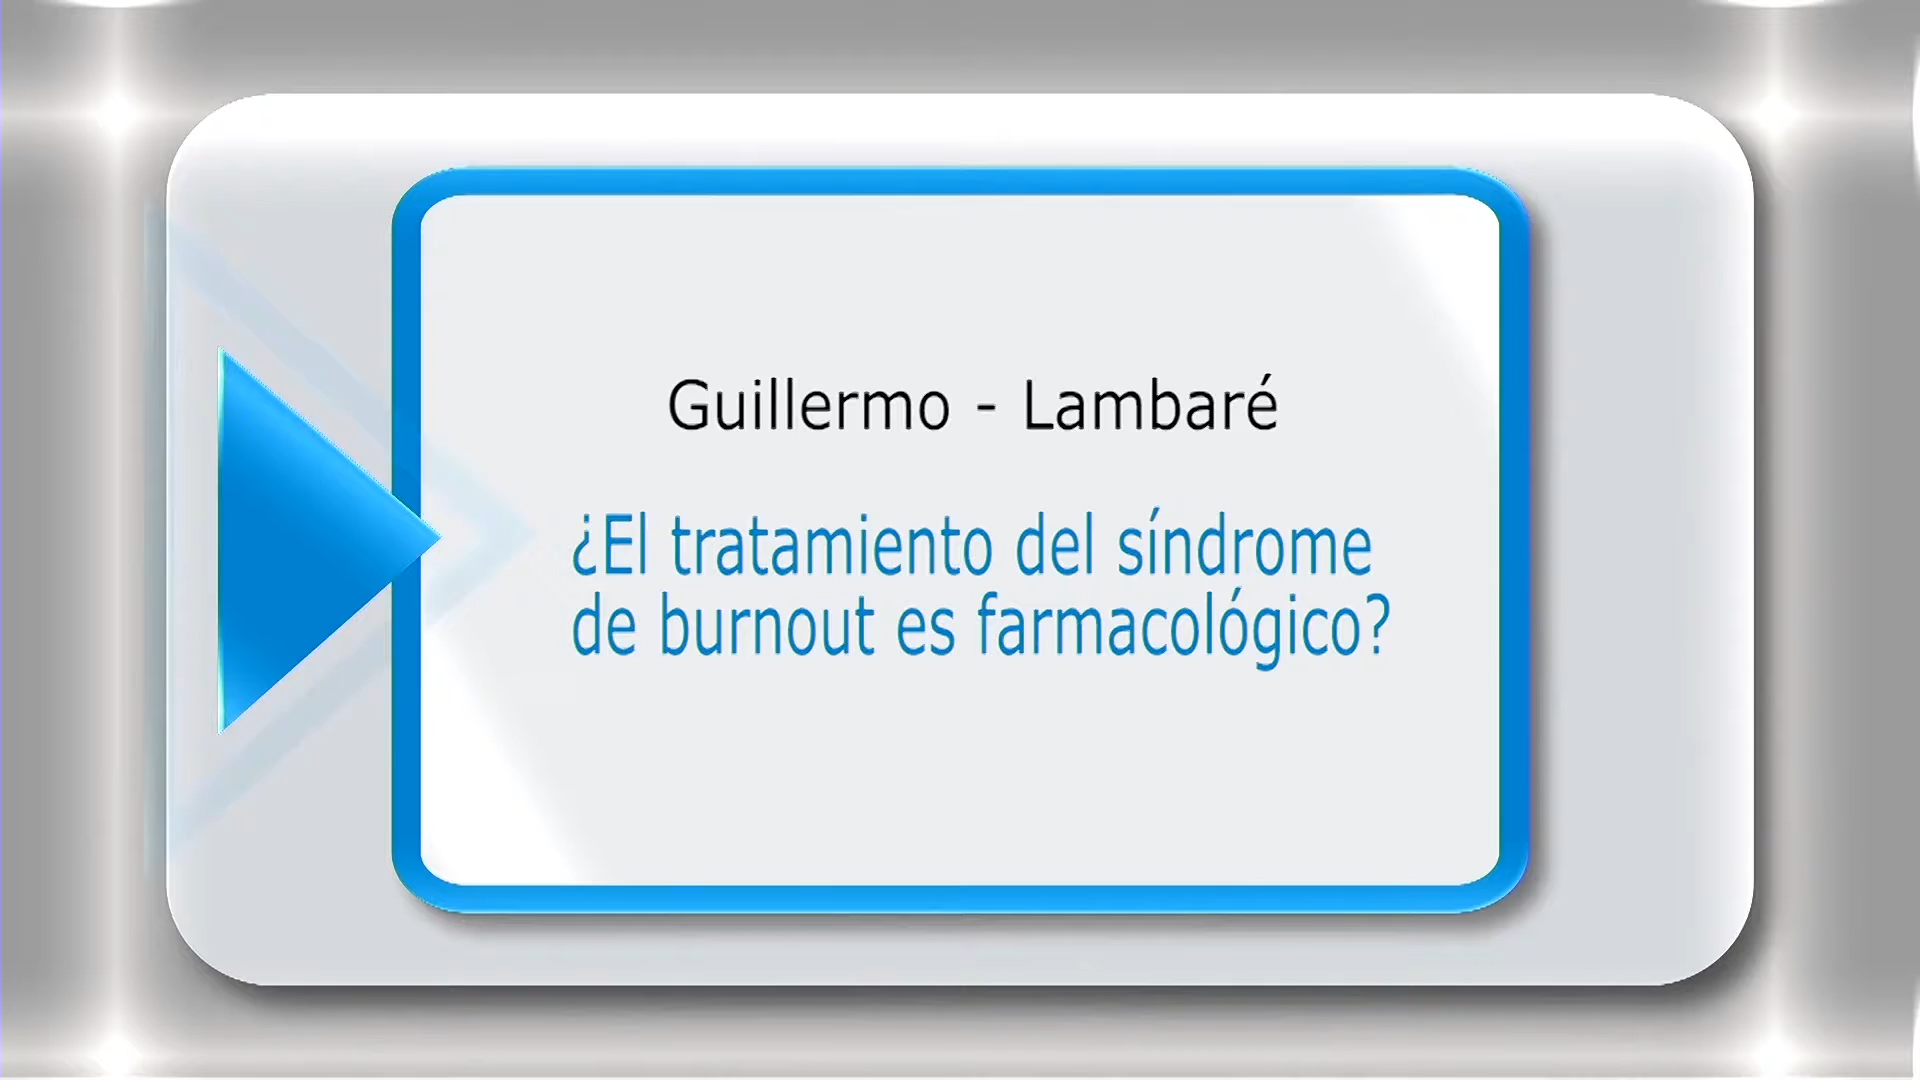 Guillermo - Lambaré
¿El tratamiento del síndrome
de burnout es farmacológico?